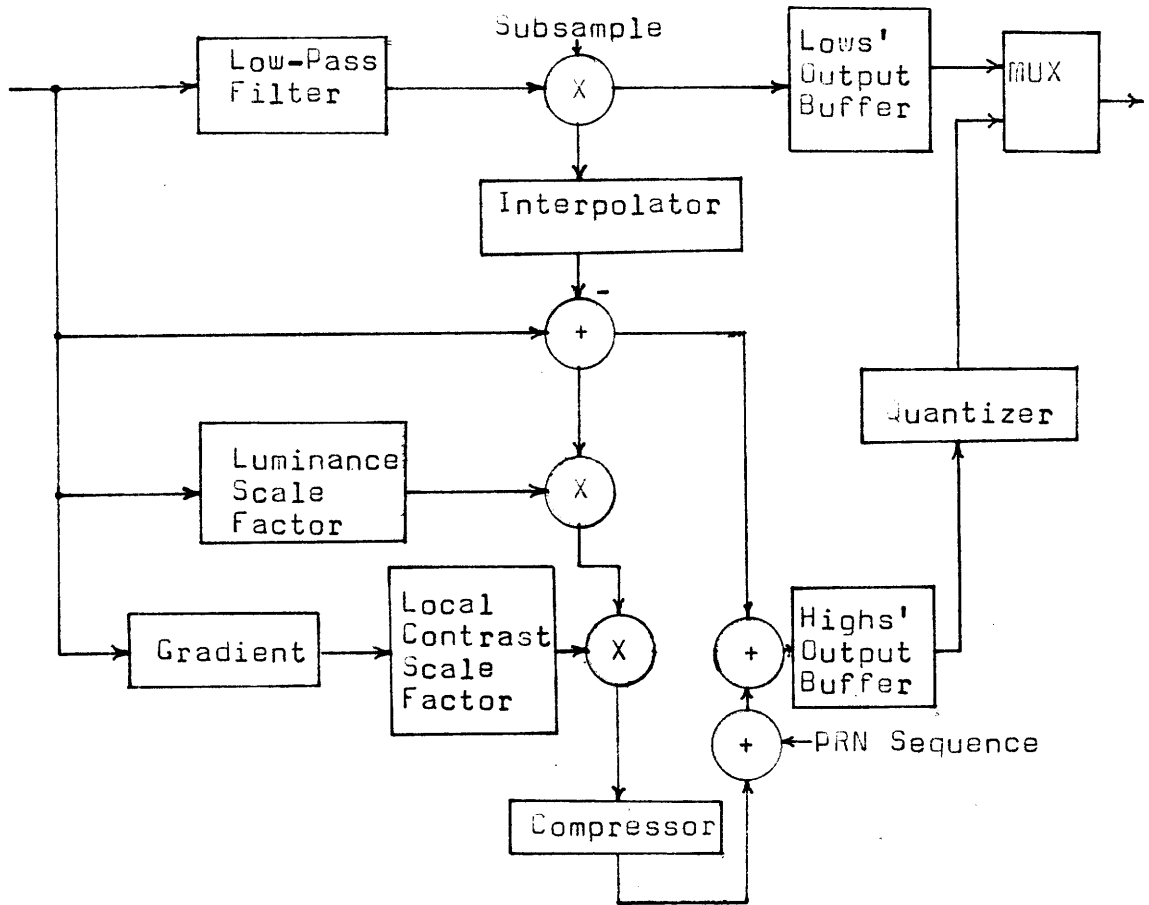 Subsample
Low-Pass
Filter
X
Lows'
Output
Buffer
MUX
Interpolator
-
+
Quantizer
Luminance
Scale
Factor
X
Gradient
Local
Contrast
Scale
Factor
X
+
Highs'
Output
Buffer
+
PRN Sequence
Compressor